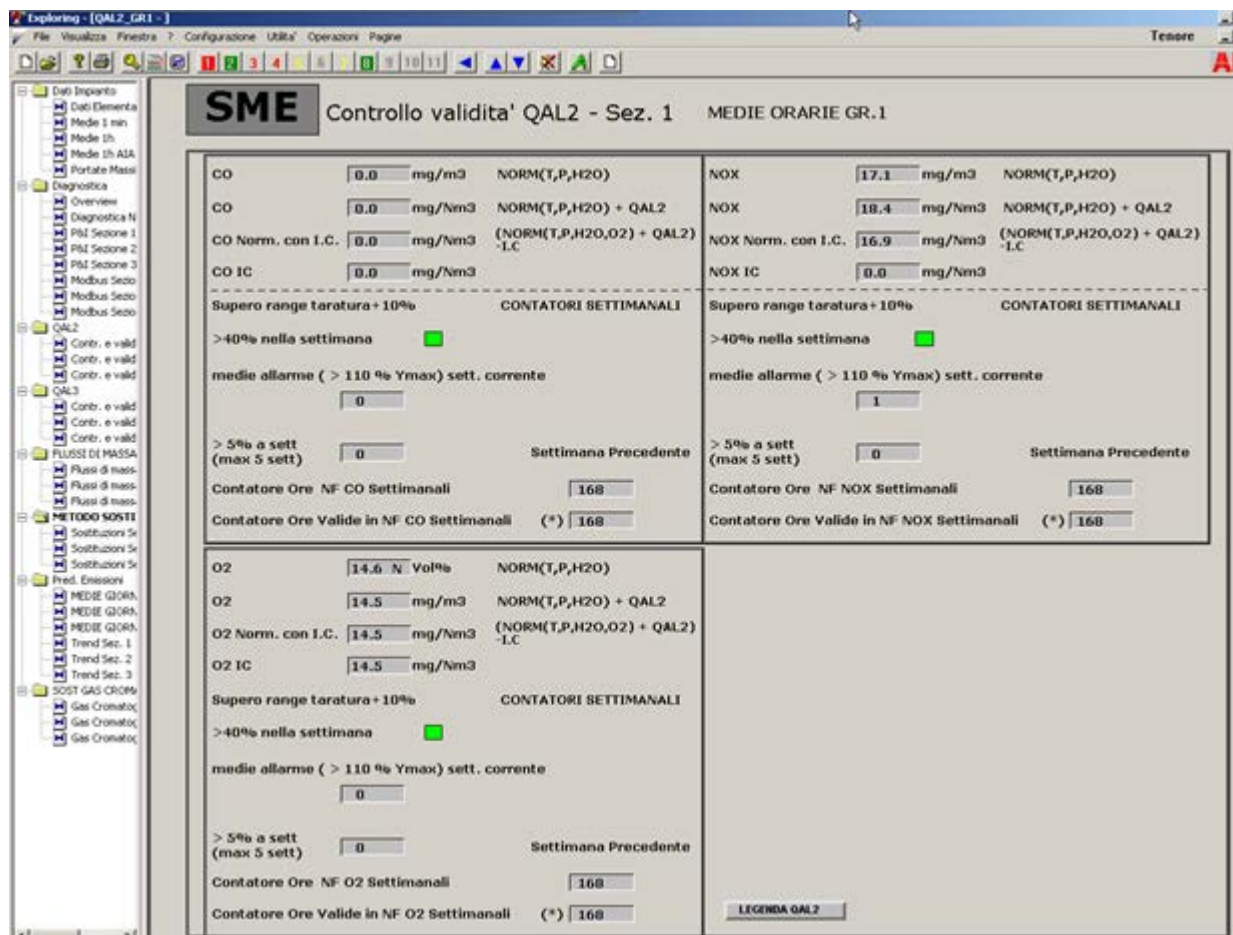 Exploring - [QAL2_GR1 - ]
File Visualizza Finestra ? Configurazione Utilita' Operazioni Pagine
Tenore
1 2 3 4 8 9 10 11
Dati Impianto
Dati Elementa
Medie 1 min
Medie 1h
Medie 1h AIA
Portate Massi
Diagnostica
Overview
Diagnostica N
P&I Sezione 1
P&I Sezione 2
P&I Sezione 3
Modbus Sezio
Modbus Sezio
Modbus Sezio
QAL2
Contr. e valid
Contr. e valid
Contr. e valid
QAL3
Contr. e valid
Contr. e valid
Contr. e valid
FLUSSI DI MASSA
Flussi di mass
Flussi di mass
Flussi di mass
METODO SOSTI
Sostituzioni Se
Sostituzioni Se
Sostituzioni Se
Pred. Emissioni
MEDIE GIORN
MEDIE GIORN
MEDIE GIORN
Trend Sez. 1
Trend Sez. 2
Trend Sez. 3
SOST GAS CROM
Gas Cromatog
Gas Cromatog
Gas Cromatog
SME Controllo validita' QAL2 - Sez. 1 MEDIE ORARIE GR.1
CO 0.0 mg/m3 NORM(T,P,H2O)
CO 0.0 mg/Nm3 NORM(T,P,H2O) + QAL2
CO Norm. con I.C. 0.0 mg/Nm3 (NORM(T,P,H2O,O2) + QAL2) -I.C
CO IC 0.0 mg/Nm3
Supero range taratura+10% CONTATORI SETTIMANALI
>40% nella settimana
medie allarme ( > 110 % Ymax) sett. corrente
0
> 5% a sett
(max 5 sett) 0 Settimana Precedente
Contatore Ore NF CO Settimanali 168
Contatore Ore Valide in NF CO Settimanali (*) 168
NOX 17.1 mg/m3 NORM(T,P,H2O)
NOX 18.4 mg/Nm3 NORM(T,P,H2O) + QAL2
NOX Norm. con I.C. 16.9 mg/Nm3 (NORM(T,P,H2O,O2) + QAL2) -I.C
NOX IC 0.0 mg/Nm3
Supero range taratura+10% CONTATORI SETTIMANALI
>40% nella settimana
medie allarme ( > 110 % Ymax) sett. corrente
1
> 5% a sett
(max 5 sett) 0 Settimana Precedente
Contatore Ore NF NOX Settimanali 168
Contatore Ore Valide in NF NOX Settimanali (*) 168
O2 14.6 N Vol% NORM(T,P,H2O)
O2 14.5 mg/m3 NORM(T,P,H2O) + QAL2
O2 Norm. con I.C. 14.5 mg/Nm3 (NORM(T,P,H2O,O2) + QAL2) -I.C
O2 IC 14.5 mg/Nm3
Supero range taratura+10% CONTATORI SETTIMANALI
>40% nella settimana
medie allarme ( > 110 % Ymax) sett. corrente
0
> 5% a sett
(max 5 sett) 0 Settimana Precedente
Contatore Ore NF O2 Settimanali 168
Contatore Ore Valide in NF O2 Settimanali (*) 168
LEGENDA QAL2